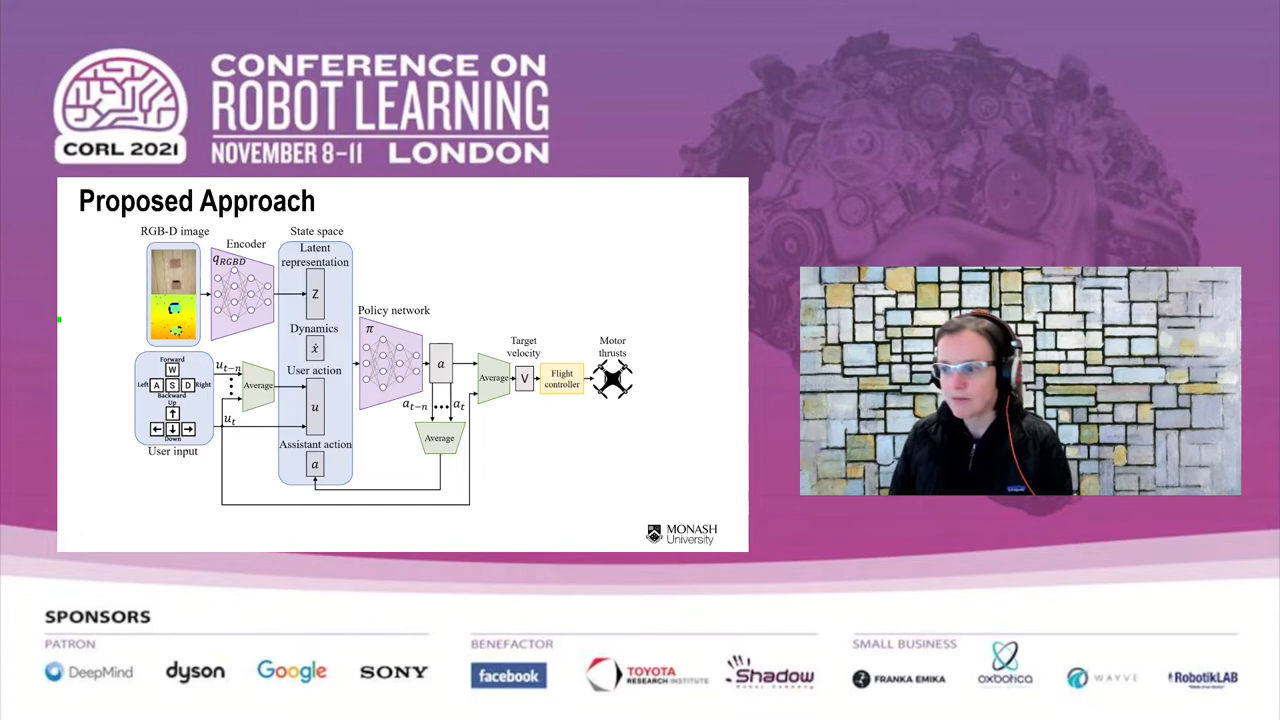 CONFERENCE ON
ROBOT LEARNING
NOVEMBER 8–11 LONDON
CORL 2021
Proposed Approach
RGB-D image
Encoder
q_RGBD
State space
Latent
representation
Z
Dynamics
ẋ
User action
u
Assistant action
a
Policy network
π
a
a_t−n ••• a_t
Average
Average
Target
velocity
V
Flight
controller
Motor
thrusts
Forward
W
Left A S D Right
Backward
Up
↑
← ↓ →
Down
User input
u_t−n
Average
u_t
MONASH
University
SPONSORS
PATRON
DeepMind
dyson
Google
SONY
BENEFACTOR
facebook
TOYOTA
RESEARCH INSTITUTE
Shadow
Robot Company
SMALL BUSINESS
FRANKA EMIKA
oxbotica
WAYVE
RobotikLAB